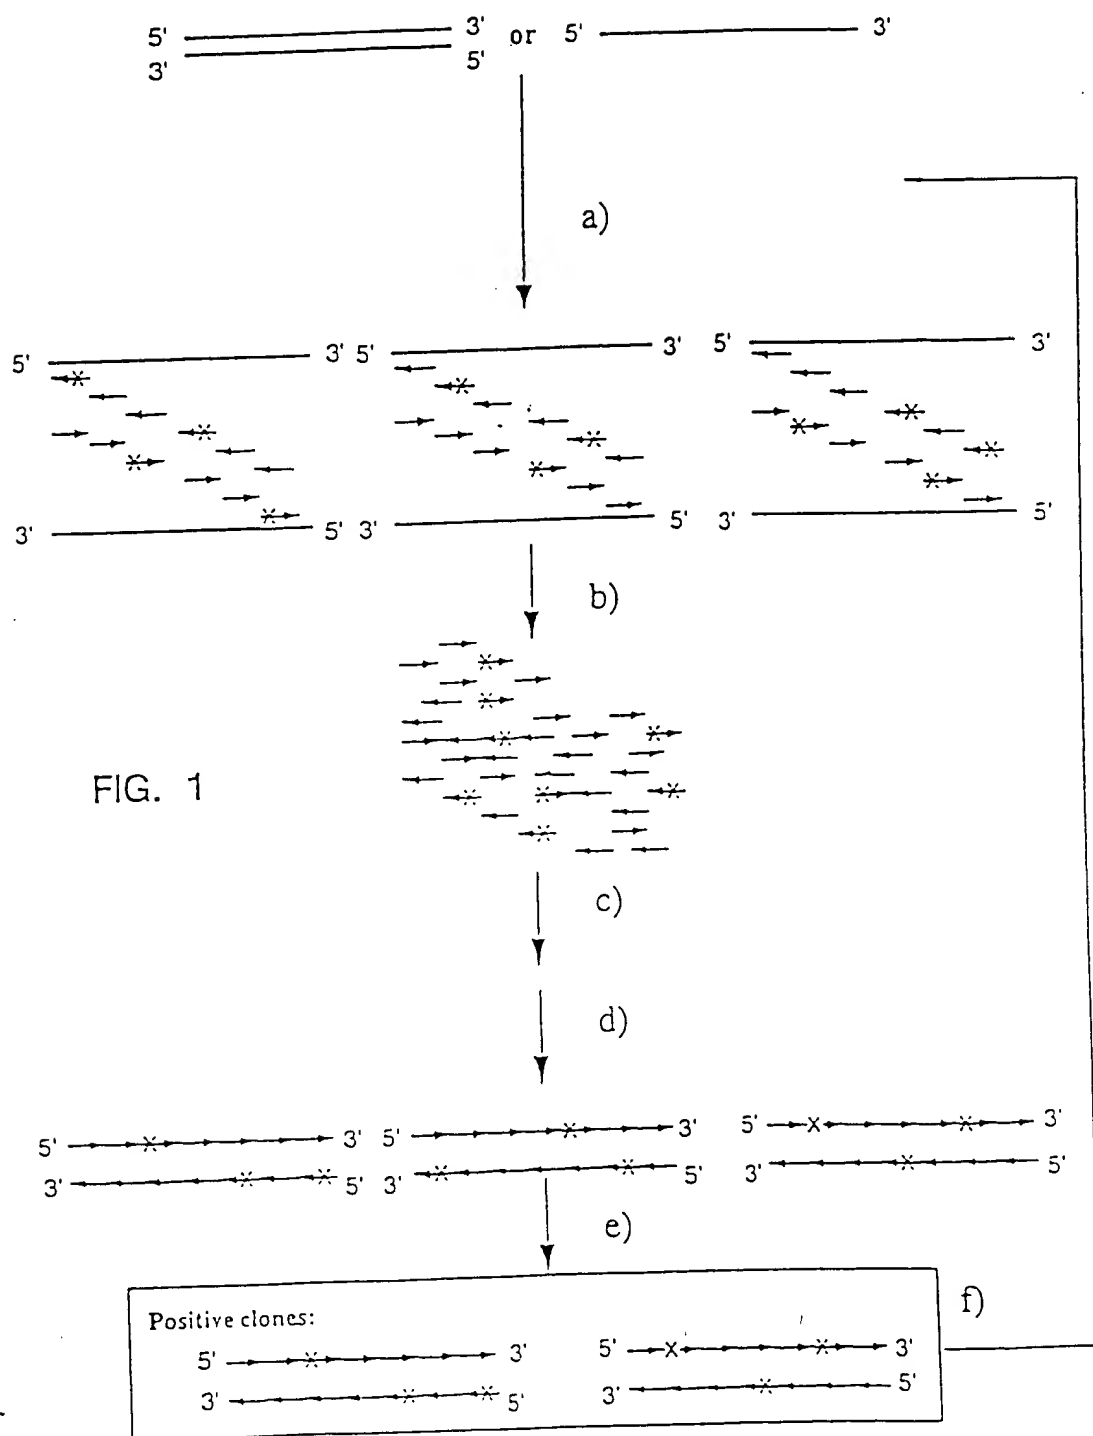 5' 3' or 5' 3'
3' 5'
a)
5' 3' 5' 3' 5' 3'
3' 5' 3' 5' 3' 5'
b)
FIG. 1
c)
d)
5' 3' 5' 3' 5' 3'
3' 5' 3' 5' 3' 5'
e)
f)
Positive clones:
5' 3' 5' 3'
3' 5' 3' 5'